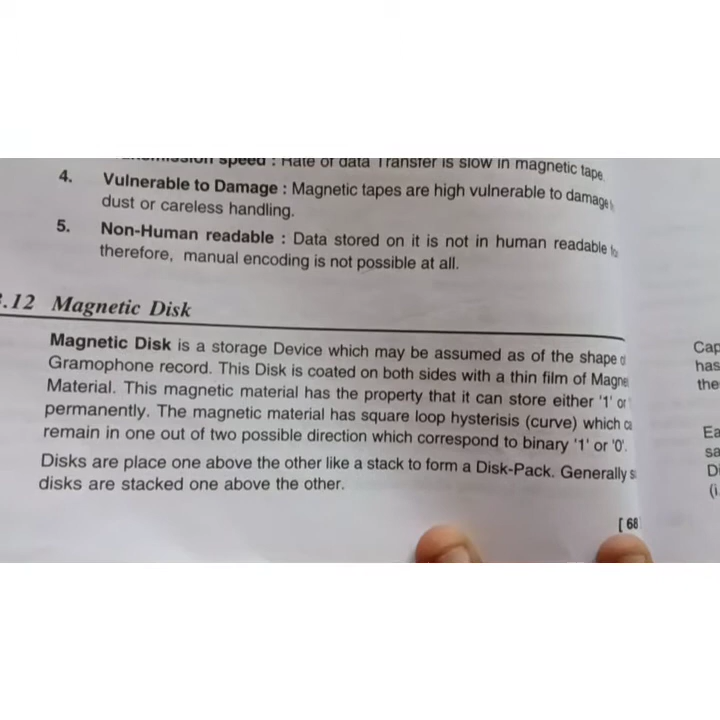 speed : Rate of data Transfer is slow in magnetic tape.
4. Vulnerable to Damage : Magnetic tapes are high vulnerable to damage
dust or careless handling.
5. Non-Human readable : Data stored on it is not in human readable
therefore, manual encoding is not possible at all.
.12 Magnetic Disk
Magnetic Disk is a storage Device which may be assumed as of the shape
Gramophone record. This Disk is coated on both sides with a thin film of Magne
Material. This magnetic material has the property that it can store either '1' or
permanently. The magnetic material has square loop hysterisis (curve) which
remain in one out of two possible direction which correspond to binary '1' or '0'.
Disks are place one above the other like a stack to form a Disk-Pack. Generally
disks are stacked one above the other.
[ 68
Cap
has
the
Ea
sa
D
(i.